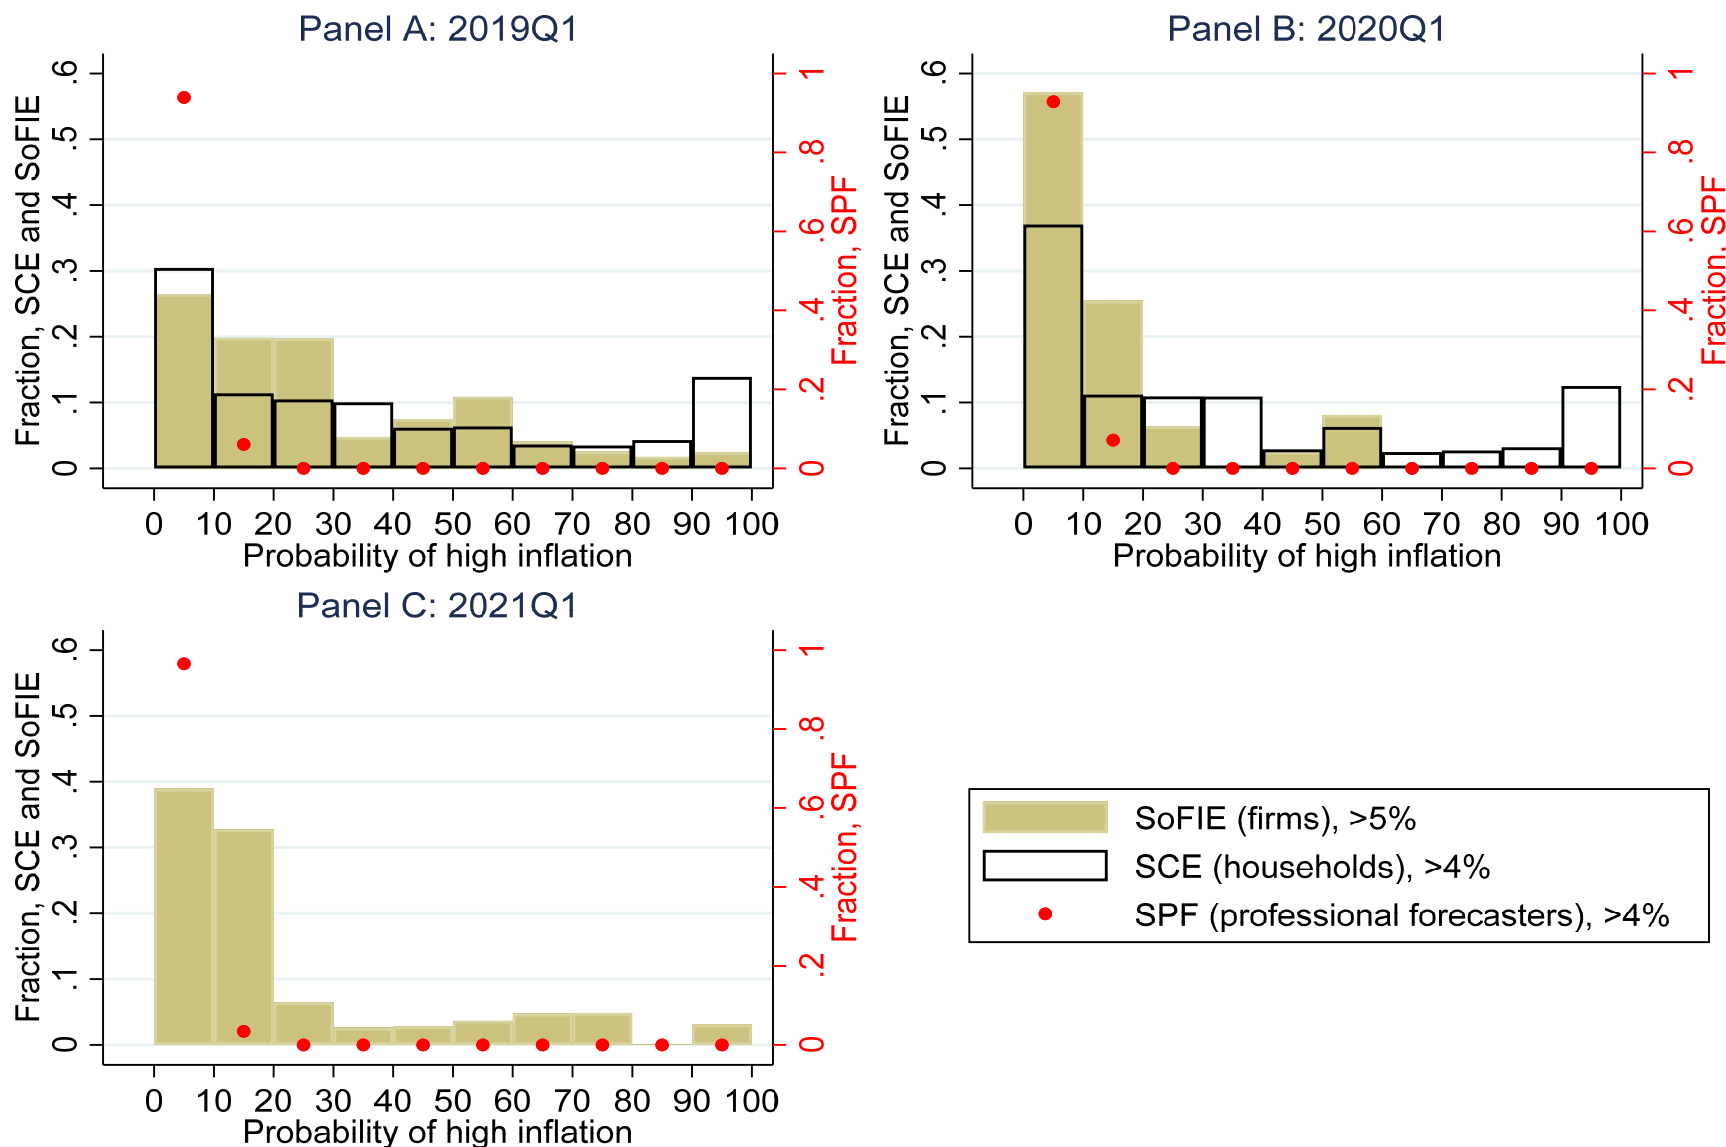 Panel A: 2019Q1
Fraction, SCE and SoFIE
.6
.5
.4
.3
.2
.1
0
1
.8
.6
.4
.2
0
Fraction, SPF
0 10 20 30 40 50 60 70 80 90 100
Probability of high inflation
Panel B: 2020Q1
Fraction, SCE and SoFIE
.6
.5
.4
.3
.2
.1
0
1
.8
.6
.4
.2
0
Fraction, SPF
0 10 20 30 40 50 60 70 80 90 100
Probability of high inflation
Panel C: 2021Q1
Fraction, SCE and SoFIE
.6
.5
.4
.3
.2
.1
0
1
.8
.6
.4
.2
0
Fraction, SPF
0 10 20 30 40 50 60 70 80 90 100
Probability of high inflation
SoFIE (firms), >5%
SCE (households), >4%
SPF (professional forecasters), >4%